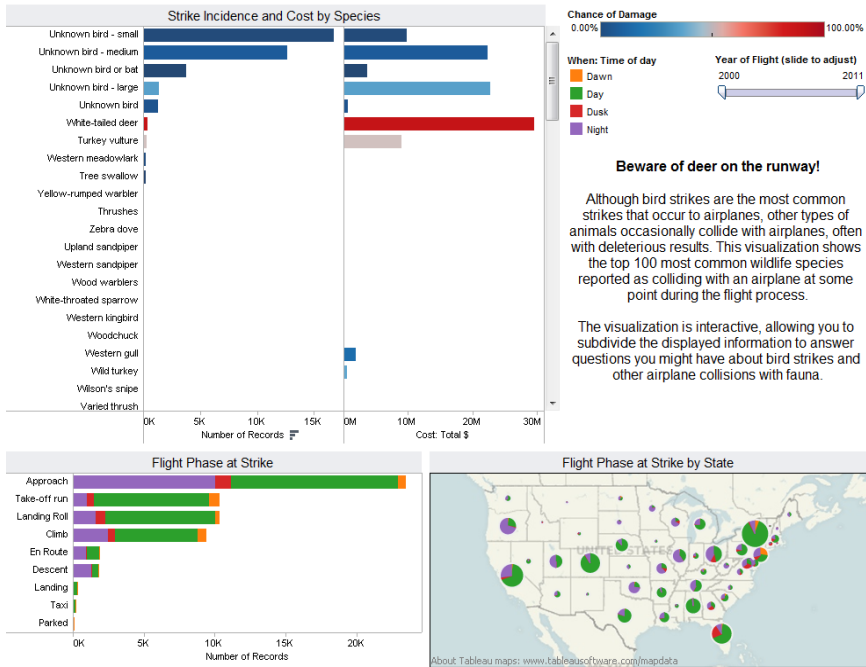 Strike Incidence and Cost by Species
Unknown bird - small
Unknown bird - medium
Unknown bird or bat
Unknown bird - large
Unknown bird
White-tailed deer
Turkey vulture
Western meadowlark
Tree swallow
Yellow-rumped warbler
Thrushes
Zebra dove
Upland sandpiper
Western sandpiper
Wood warblers
White-throated sparrow
Western kingbird
Woodchuck
Western gull
Wild turkey
Wilson's snipe
Varied thrush
0K 5K 10K 15K 0M 10M 20M 30M
Number of Records Cost: Total $
Chance of Damage
0.00% 100.00%
When: Time of day
Dawn
Day
Dusk
Night
Year of Flight (slide to adjust)
2000 2011
Beware of deer on the runway!
Although bird strikes are the most common
strikes that occur to airplanes, other types of
animals occasionally collide with airplanes, often
with deleterious results. This visualization shows
the top 100 most common wildlife species
reported as colliding with an airplane at some
point during the flight process.
The visualization is interactive, allowing you to
subdivide the displayed information to answer
questions you might have about bird strikes and
other airplane collisions with fauna.
Flight Phase at Strike
Approach
Take-off run
Landing Roll
Climb
En Route
Descent
Landing
Taxi
Parked
0K 5K 10K 15K 20K
Number of Records
Flight Phase at Strike by State
UNITED STATES
About Tableau maps: www.tableausoftware.com/mapdata